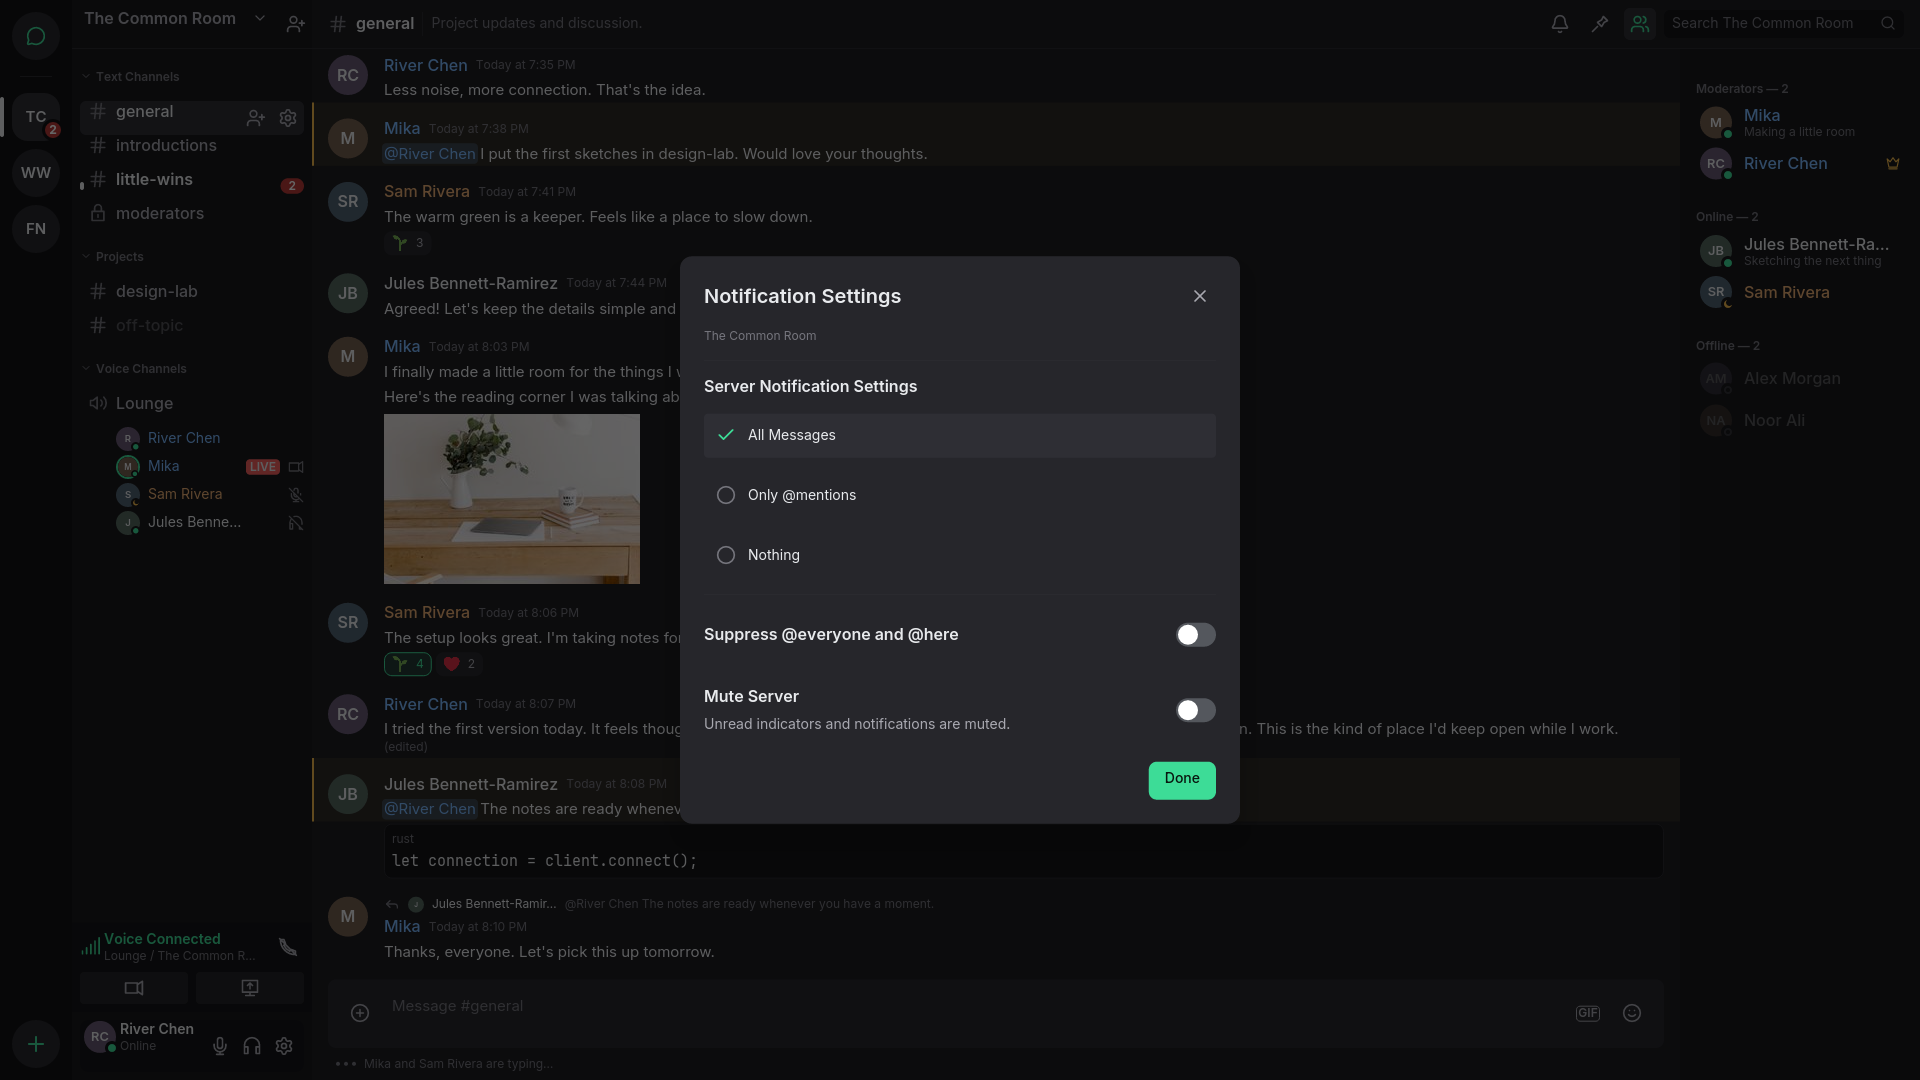 The Common Room
TC
2
WW
FN
Text Channels
general
introductions
little-wins
2
moderators
Projects
design-lab
off-topic
Voice Channels
Lounge
R
River Chen
M
Mika
LIVE
S
Sam Rivera
J
Jules Benne...
Voice Connected
Lounge / The Common R...
RC
River Chen
Online
general
Project updates and discussion.
Search The Common Room
RC
River Chen Today at 7:35 PM
Less noise, more connection. That's the idea.
M
Mika Today at 7:38 PM
@River Chen I put the first sketches in design-lab. Would love your thoughts.
SR
Sam Rivera Today at 7:41 PM
The warm green is a keeper. Feels like a place to slow down.
3
JB
Jules Bennett-Ramirez Today at 7:44 PM
Agreed! Let's keep the details simple and
M
Mika Today at 8:03 PM
I finally made a little room for the things I
Here's the reading corner I was talking ab
SR
Sam Rivera Today at 8:06 PM
The setup looks great. I'm taking notes for
4
2
RC
River Chen Today at 8:07 PM
I tried the first version today. It feels thoug
n. This is the kind of place I'd keep open while I work.
(edited)
JB
Jules Bennett-Ramirez Today at 8:08 PM
@River Chen The notes are ready whenev
rust
let connection = client.connect();
J
Jules Bennett-Ramir... @River Chen The notes are ready whenever you have a moment.
M
Mika Today at 8:10 PM
Thanks, everyone. Let's pick this up tomorrow.
Message #general
GIF
Mika and Sam Rivera are typing...
Notification Settings
The Common Room
Server Notification Settings
All Messages
Only @mentions
Nothing
Suppress @everyone and @here
Mute Server
Unread indicators and notifications are muted.
Done
Moderators — 2
M
Mika
Making a little room
RC
River Chen
Online — 2
JB
Jules Bennett-Ra...
Sketching the next thing
SR
Sam Rivera
Offline — 2
AM
Alex Morgan
NA
Noor Ali